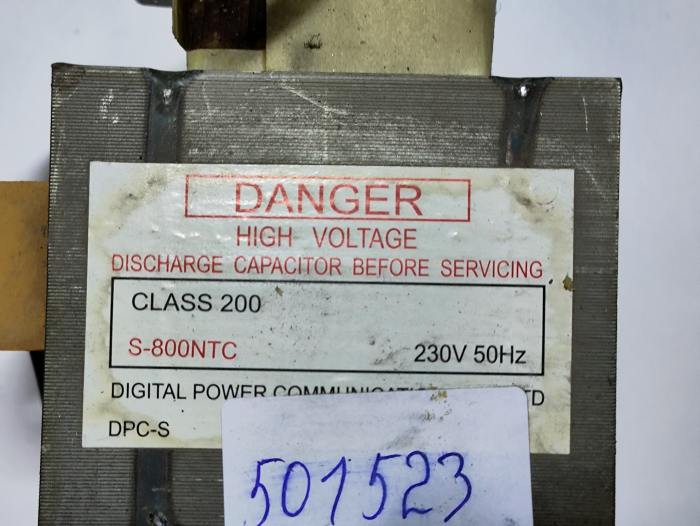 DANGER
HIGH VOLTAGE
DISCHARGE CAPACITOR BEFORE SERVICING
CLASS 200
S-800NTC 230V 50Hz
DIGITAL POWER
DPC-S
501523